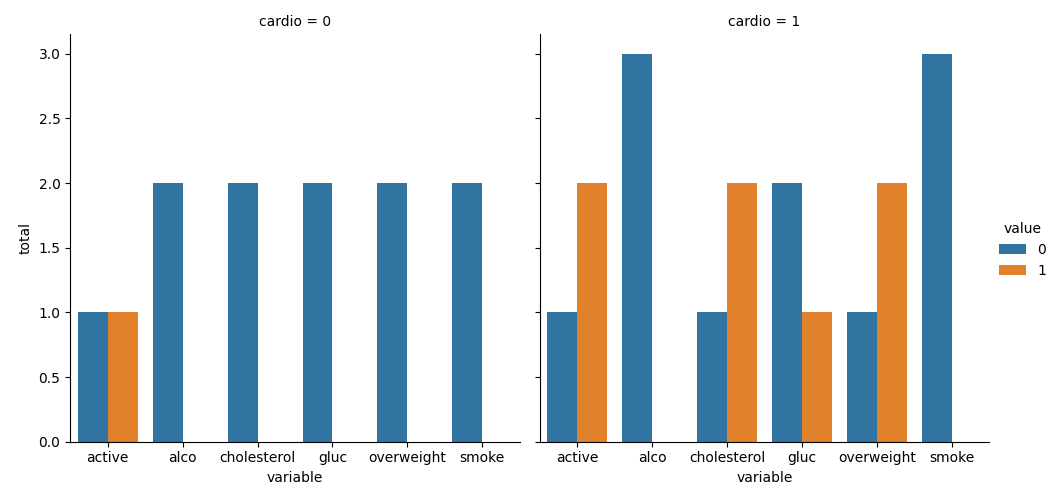 cardio = 0
cardio = 1
total
3.0
2.5
2.0
1.5
1.0
0.5
0.0
active alco cholesterol gluc overweight smoke
variable
active alco cholesterol gluc overweight smoke
variable
value
0
1